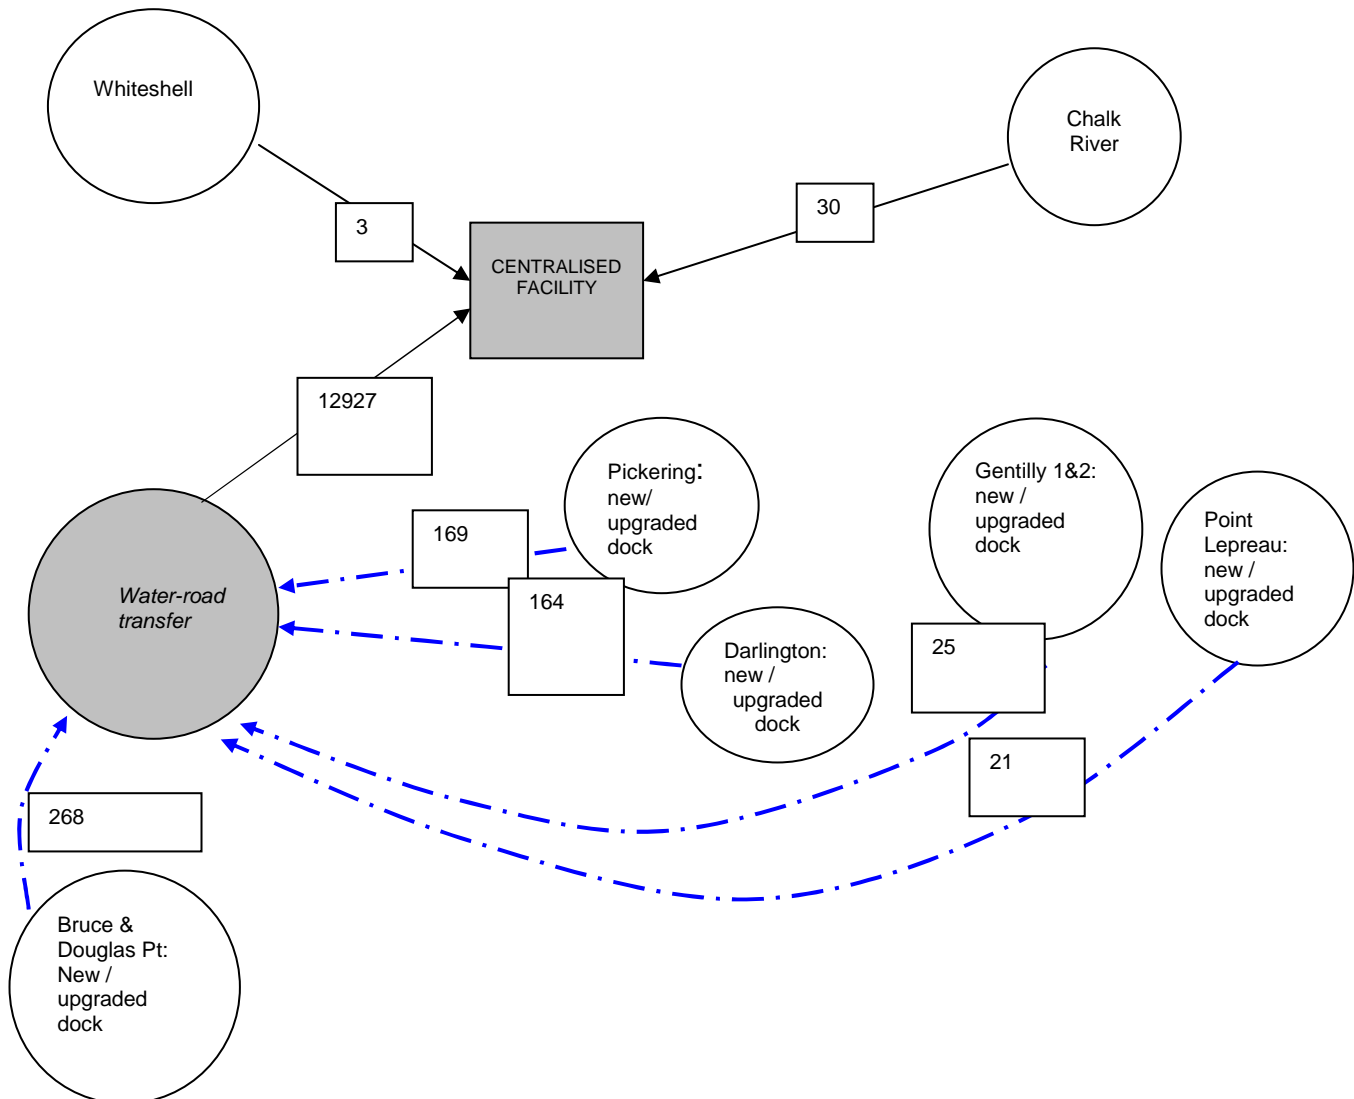 Whiteshell
Chalk
River
3
30
CENTRALISED
FACILITY
12927
Pickering:
new/
upgraded
dock
Gentilly 1&2:
new /
upgraded
dock
Point
Lepreau:
new /
upgraded
dock
169
164
Water-road
transfer
Darlington:
new /
upgraded
dock
25
21
268
Bruce &
Douglas Pt:
New /
upgraded
dock